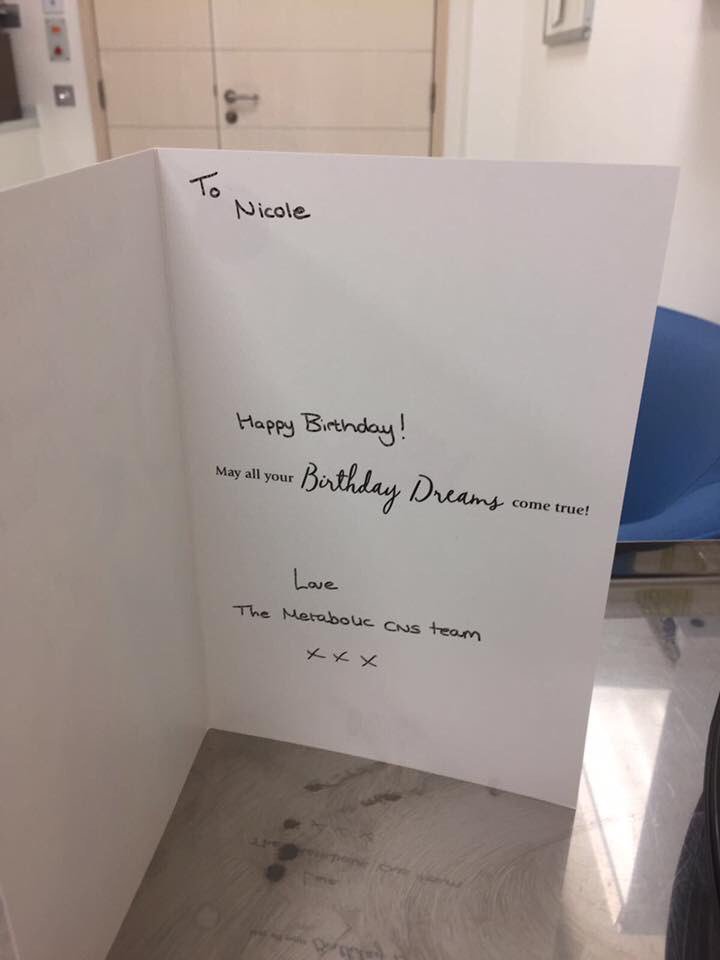 To
Nicole
Happy Birthday!
May all your Birthday Dreams come true!
Love
The Metabolic CNS team
x x x